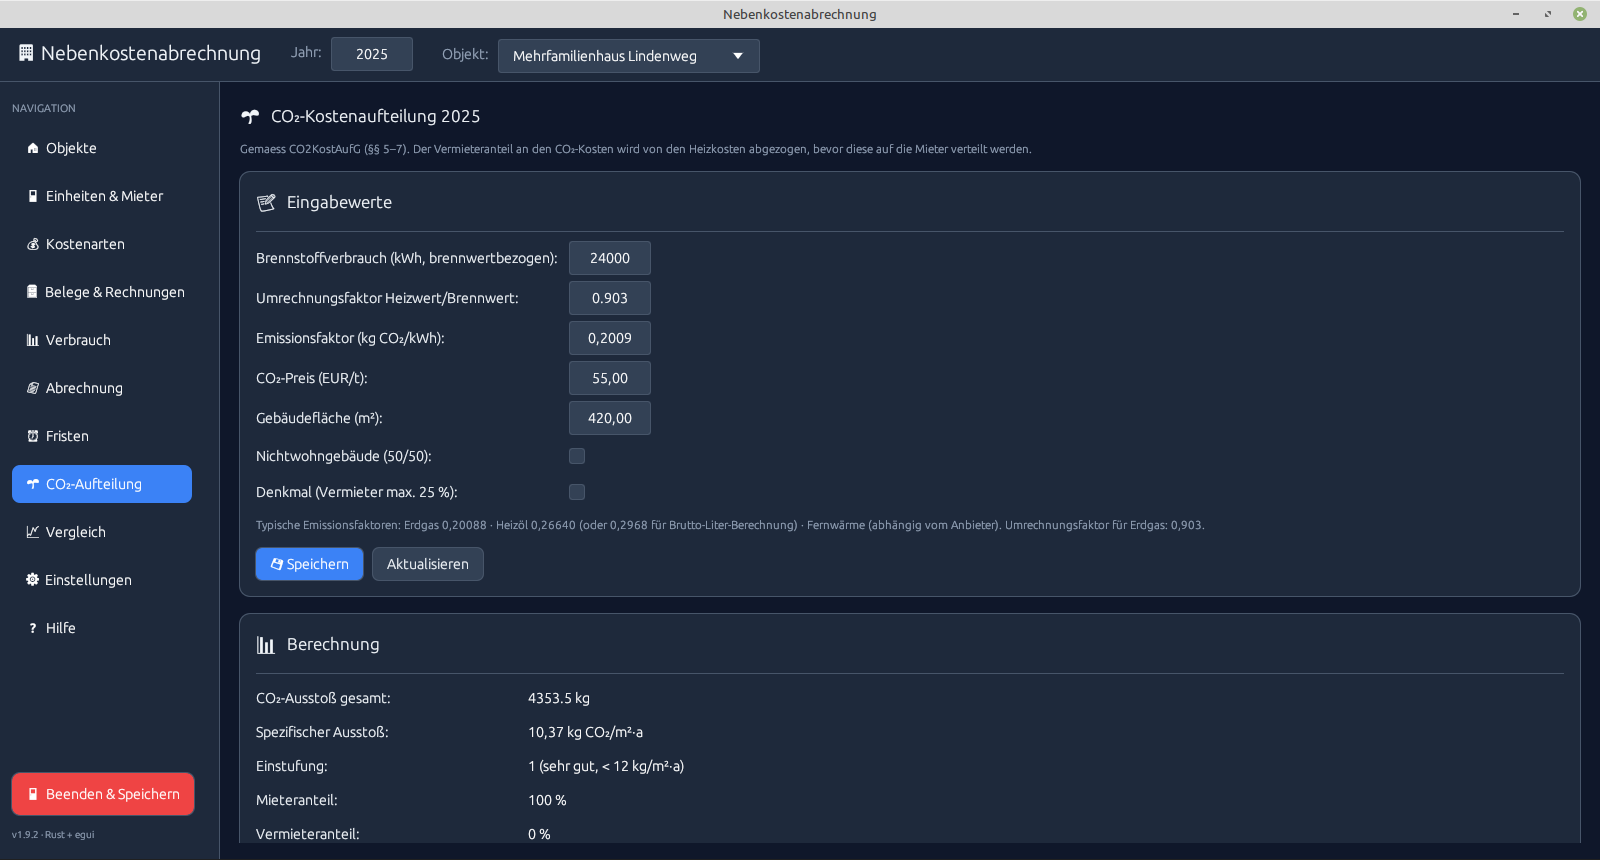 Nebenkostenabrechnung
Nebenkostenabrechnung Jahr: 2025 Objekt: Mehrfamilienhaus Lindenweg
NAVIGATION
Objekte
Einheiten & Mieter
Kostenarten
Belege & Rechnungen
Verbrauch
Abrechnung
Fristen
CO₂-Aufteilung
Vergleich
Einstellungen
? Hilfe
Beenden & Speichern
v1.9.2 · Rust + egui
CO₂-Kostenaufteilung 2025
Gemaess CO2KostAufG (§§ 5–7). Der Vermieteranteil an den CO₂-Kosten wird von den Heizkosten abgezogen, bevor diese auf die Mieter verteilt werden.
Eingabewerte
Brennstoffverbrauch (kWh, brennwertbezogen): 24000
Umrechnungsfaktor Heizwert/Brennwert: 0.903
Emissionsfaktor (kg CO₂/kWh): 0,2009
CO₂-Preis (EUR/t): 55,00
Gebäudefläche (m²): 420,00
Nichtwohngebäude (50/50):
Denkmal (Vermieter max. 25 %):
Typische Emissionsfaktoren: Erdgas 0,20088 · Heizöl 0,26640 (oder 0,2968 für Brutto-Liter-Berechnung) · Fernwärme (abhängig vom Anbieter). Umrechnungsfaktor für Erdgas: 0,903.
Speichern Aktualisieren
Berechnung
CO₂-Ausstoß gesamt: 4353.5 kg
Spezifischer Ausstoß: 10,37 kg CO₂/m²·a
Einstufung: 1 (sehr gut, < 12 kg/m²·a)
Mieteranteil: 100 %
Vermieteranteil: 0 %